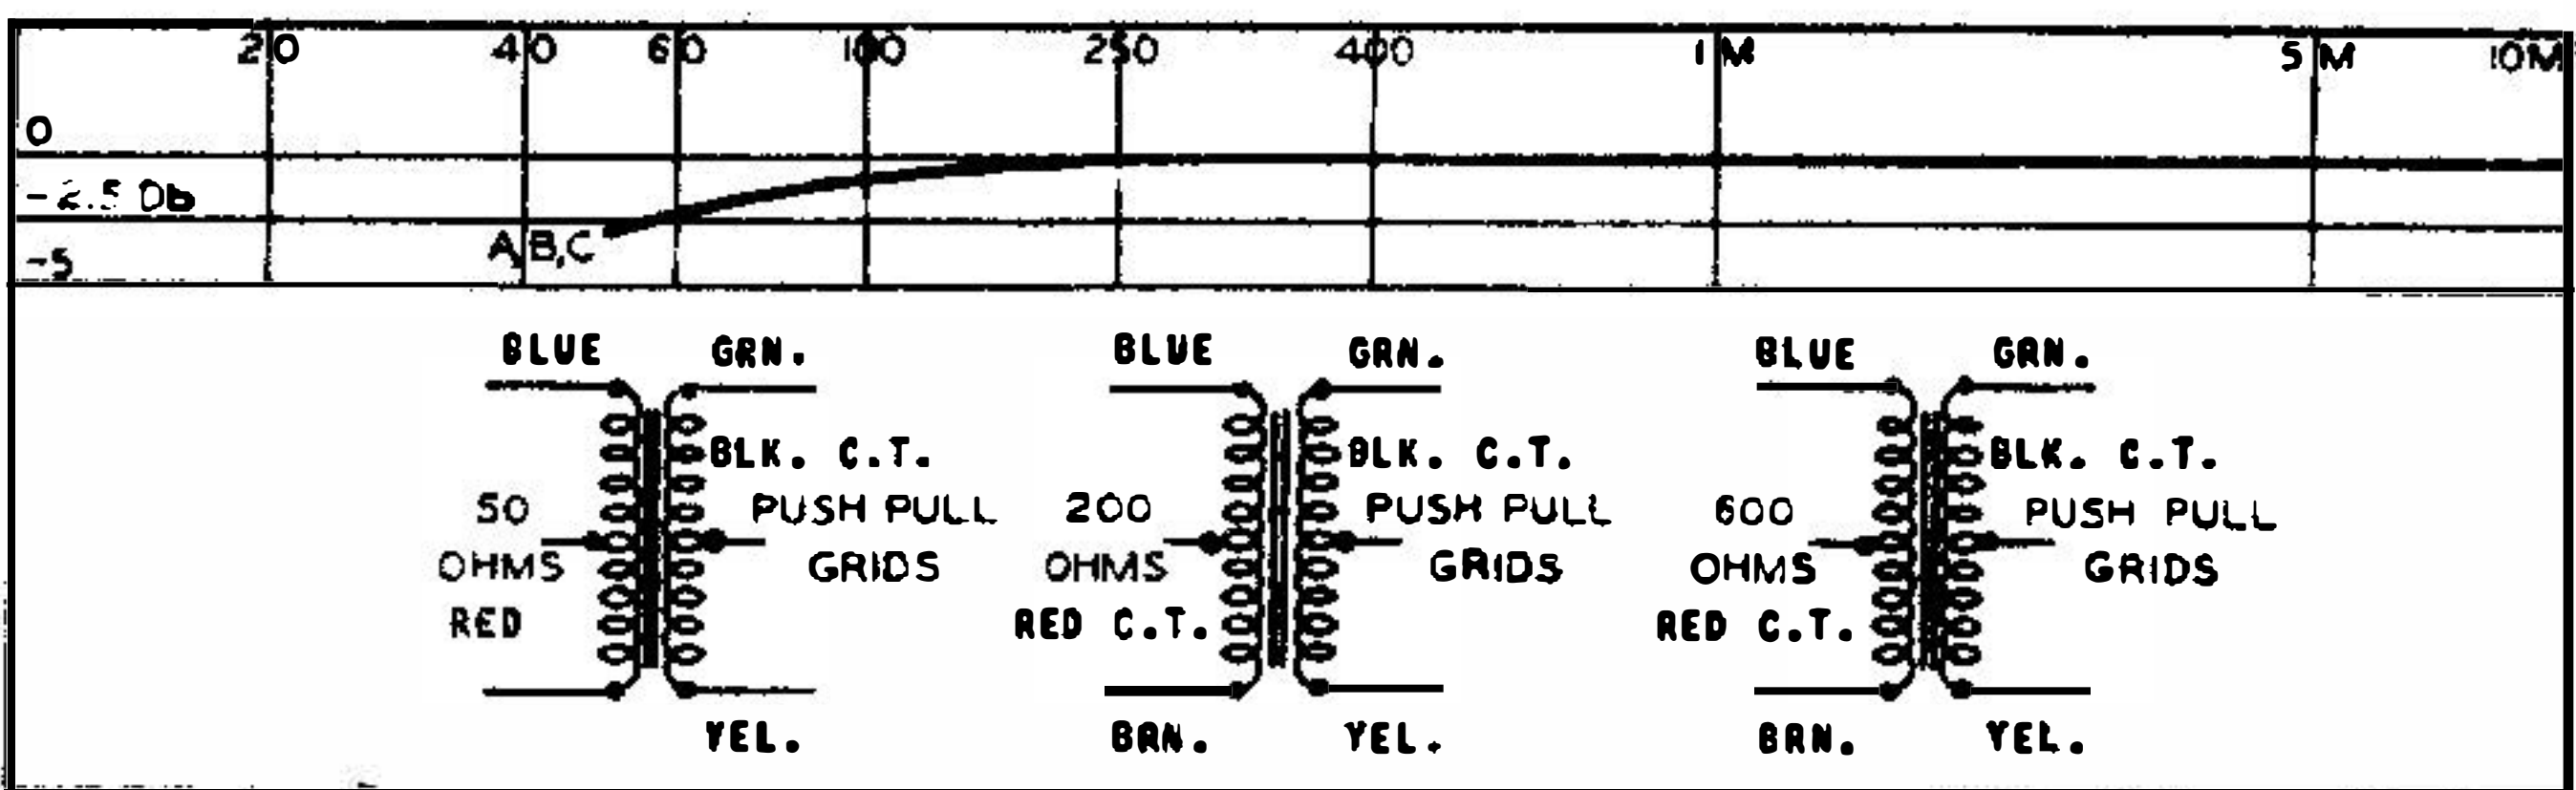 20 40 60 100 250 400 1M 5M 10M
0
-2.5 Db
A,B,C
-5
BLUE GRN. BLUE GRN. BLUE GRN.
BLK. C.T. BLK. C.T. BLK. C.T.
50 PUSH PULL 200 PUSH PULL 600 PUSH PULL
OHMS GRIDS OHMS GRIDS OHMS GRIDS
RED RED C.T. RED C.T.
YEL. BRN. YEL. BRN. YEL.